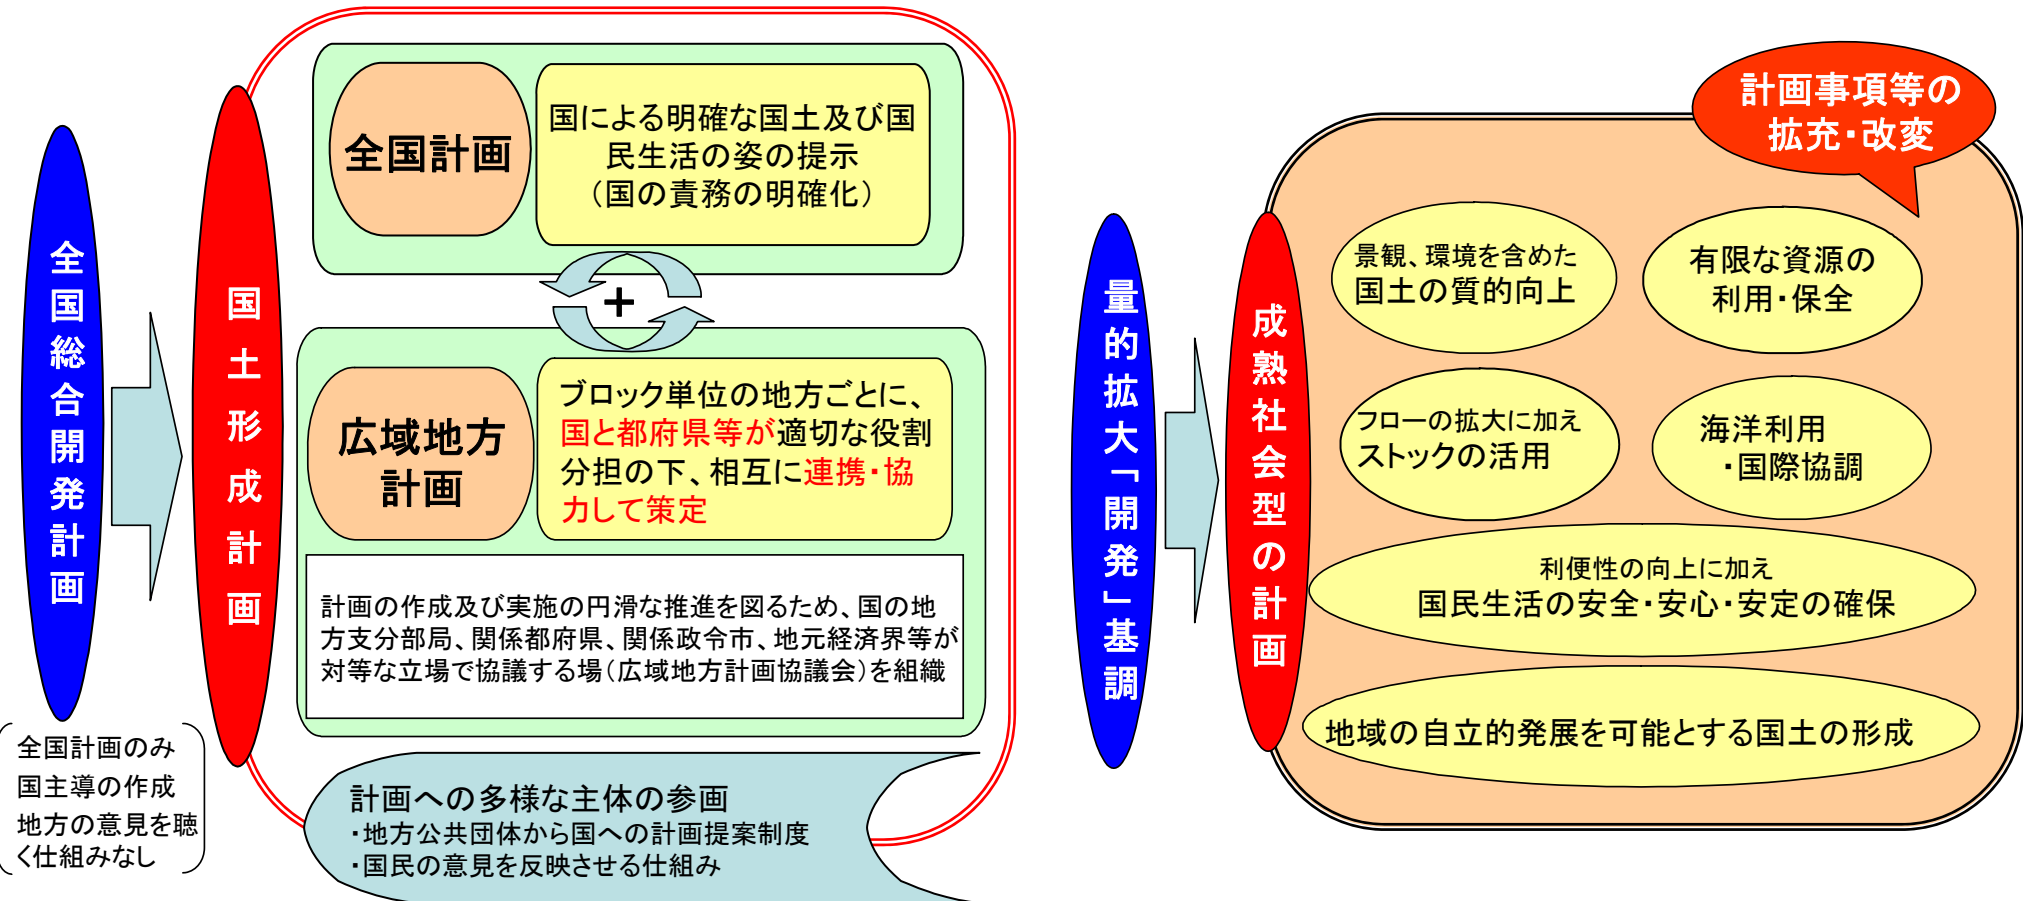 全国総合開発計画
全国計画のみ
国主導の作成
地方の意見を聴
く仕組みなし
国土形成計画
全国計画
国による明確な国土及び国
民生活の姿の提示
（国の責務の明確化）
+
広域地方
計画
ブロック単位の地方ごとに、
国と都府県等が適切な役割
分担の下、相互に連携・協
力して策定
計画の作成及び実施の円滑な推進を図るため、国の地
方支分部局、関係都府県、関係政令市、地元経済界等が
対等な立場で協議する場（広域地方計画協議会）を組織
計画への多様な主体の参画
・地方公共団体から国への計画提案制度
・国民の意見を反映させる仕組み
量的拡大「開発」基調
成熟社会型の計画
計画事項等の
拡充・改変
景観、環境を含めた
国土の質的向上
有限な資源の
利用・保全
フローの拡大に加え
ストックの活用
海洋利用
・国際協調
利便性の向上に加え
国民生活の安全・安心・安定の確保
地域の自立的発展を可能とする国土の形成